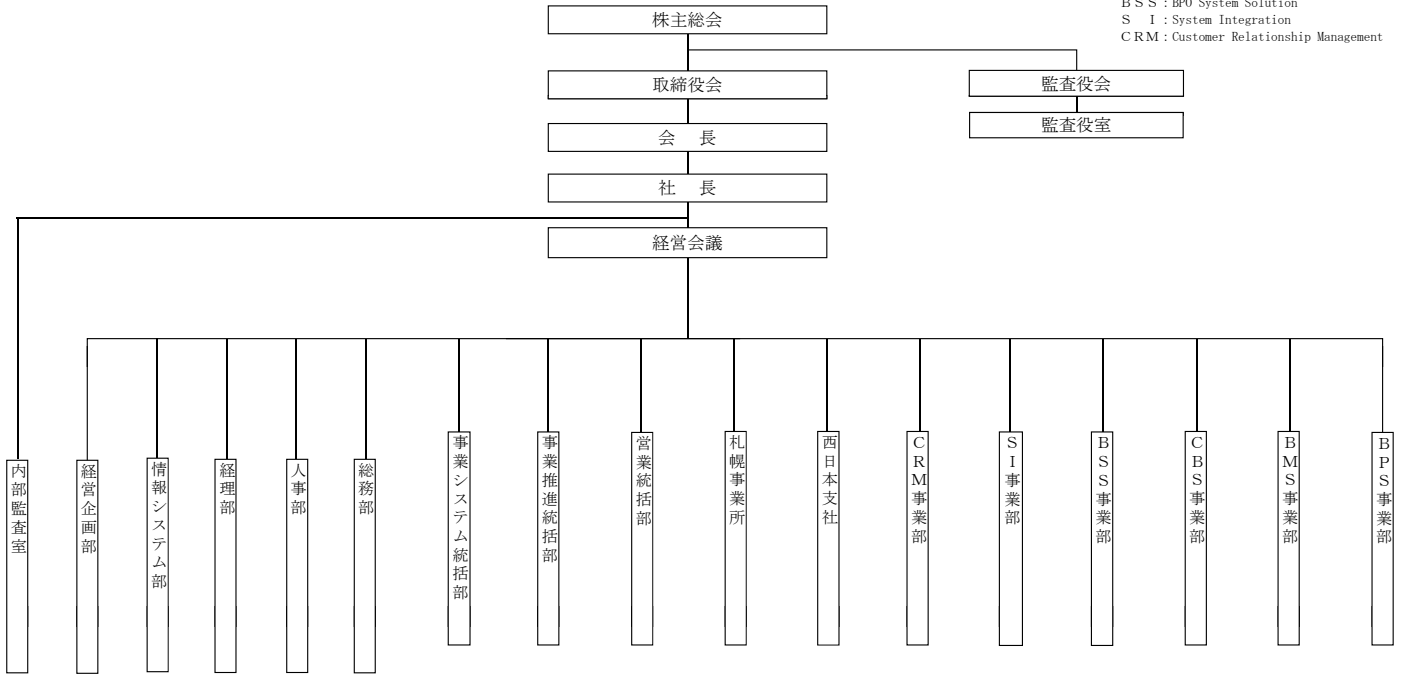 ＢＳＳ：BPO System Solution
Ｓ　Ｉ：System Integration
ＣＲＭ：Customer Relationship Management
株主総会
取締役会
監査役会
会　長
監査役室
社　長
経営会議
内部監査室
経営企画部
情報システム部
経理部
人事部
総務部
事業システム統括部
事業推進統括部
営業統括部
札幌事業所
西日本支社
ＣＲＭ事業部
ＳＩ事業部
ＢＳＳ事業部
ＣＢＳ事業部
ＢＭＳ事業部
ＢＰＳ事業部